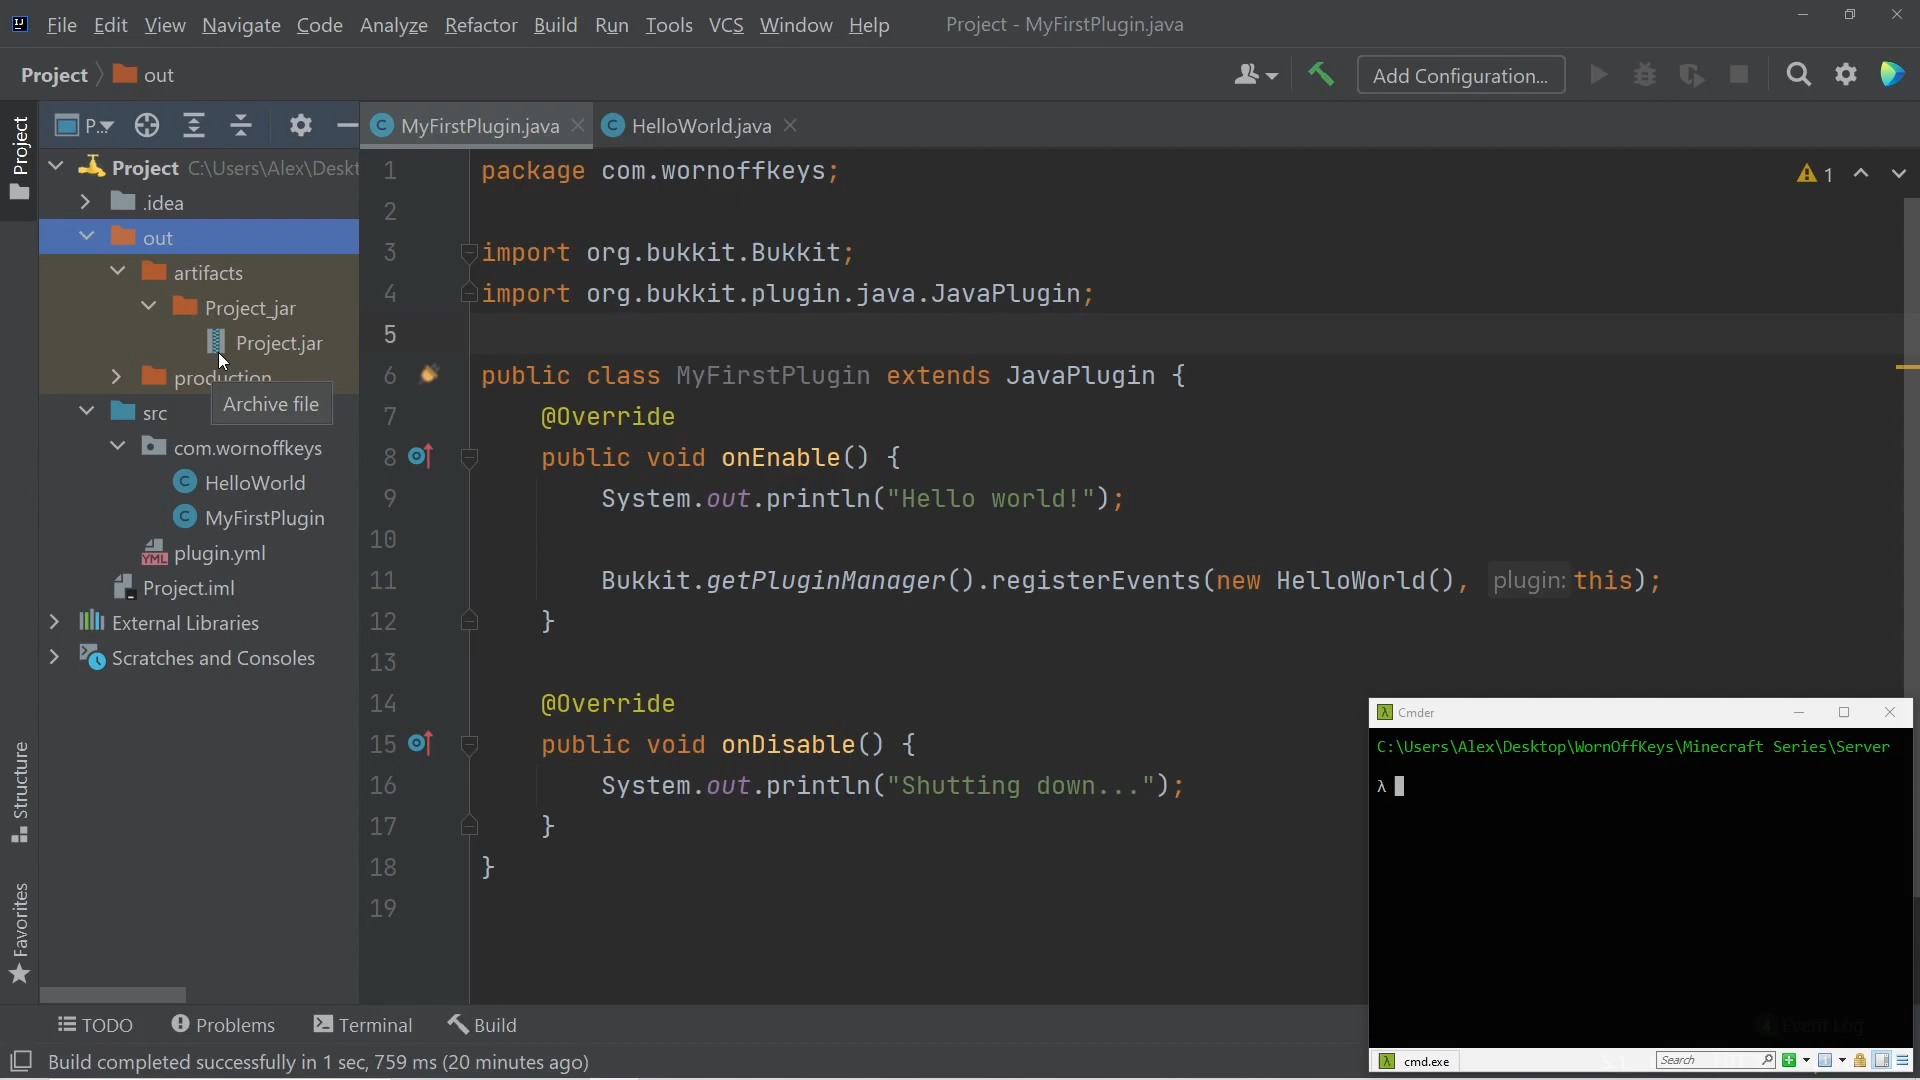 File Edit View Navigate Code Analyze Refactor Build Run Tools VCS Window Help Project - MyFirstPlugin.java
Project out
Add Configuration...
P...
MyFirstPlugin.java
HelloWorld.java
Project
Project C:\Users\Alex\Deskt
.idea
out
artifacts
Project_jar
Project.jar
production
Archive file
src
com.wornoffkeys
HelloWorld
MyFirstPlugin
plugin.yml
Project.iml
External Libraries
Scratches and Consoles
Structure
Favorites
1 package com.wornoffkeys;
2
3 import org.bukkit.Bukkit;
4 import org.bukkit.plugin.java.JavaPlugin;
5
6 public class MyFirstPlugin extends JavaPlugin {
7 @Override
8 public void onEnable() {
9 System.out.println("Hello world!");
10
11 Bukkit.getPluginManager().registerEvents(new HelloWorld(), plugin: this);
12 }
13
14 @Override
15 public void onDisable() {
16 System.out.println("Shutting down...");
17 }
18 }
19
1
Cmder
C:\Users\Alex\Desktop\WornOffKeys\Minecraft Series\Server
λ
cmd.exe
Search
Event Log
TODO Problems Terminal Build
Build completed successfully in 1 sec, 759 ms (20 minutes ago)